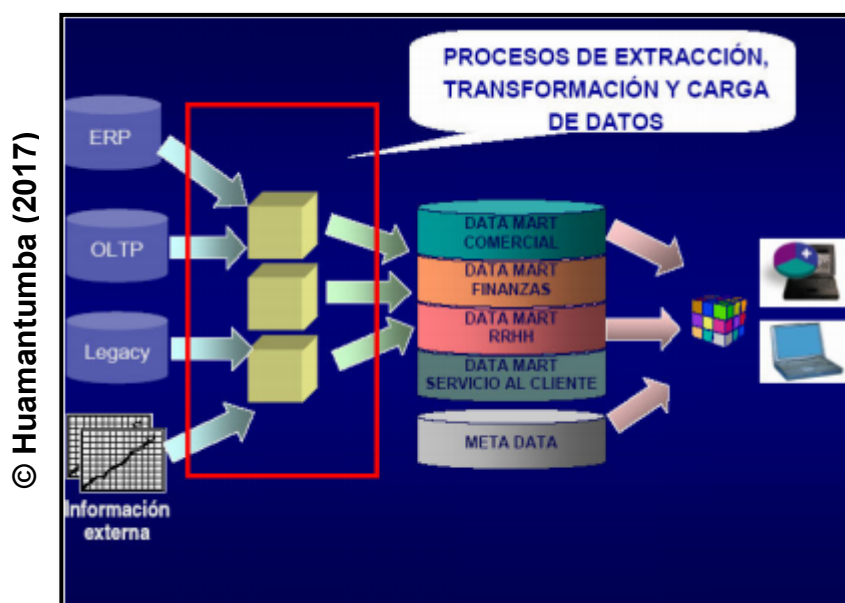 © Huamantumba (2017)
PROCESOS DE EXTRACCIÓN,
TRANSFORMACIÓN Y CARGA
DE DATOS
ERP
OLTP
Legacy
Información
externa
DATA MART
COMERCIAL
DATA MART
FINANZAS
DATA MART
RRHH
DATA MART
SERVICIO AL CLIENTE
META DATA